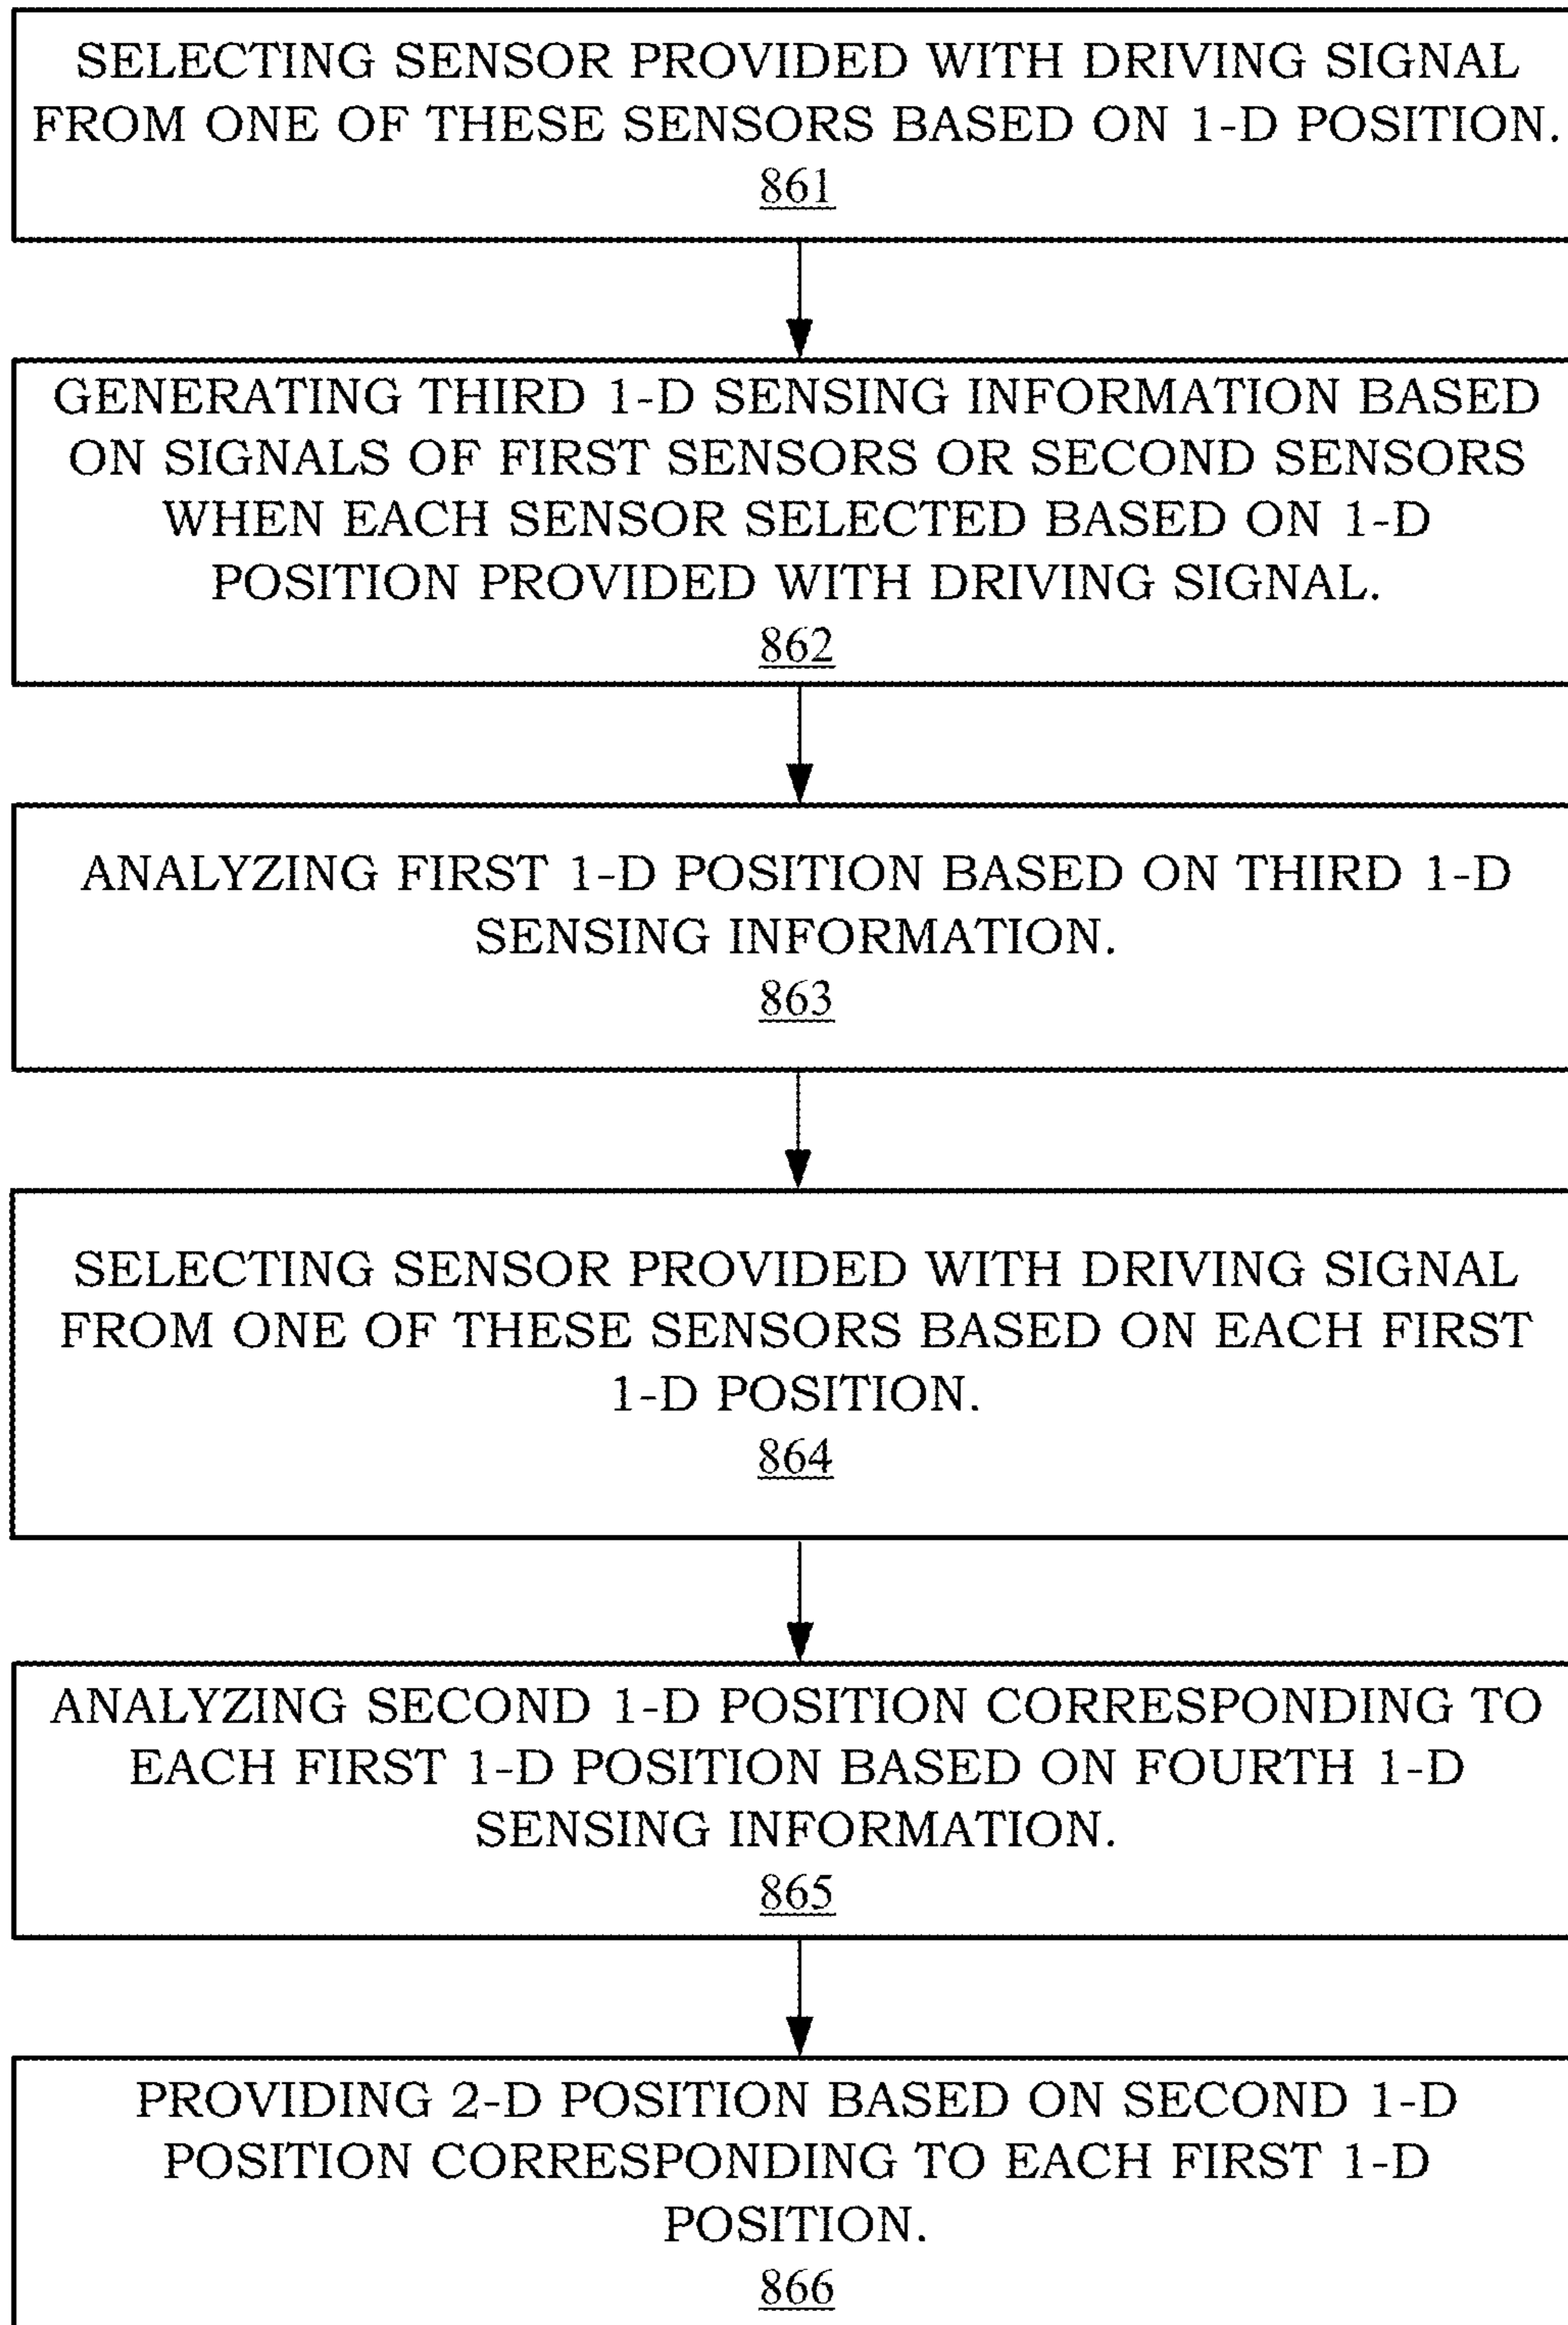 SELECTING SENSOR PROVIDED WITH DRIVING SIGNAL
FROM ONE OF THESE SENSORS BASED ON 1-D POSITION.
861
GENERATING THIRD 1-D SENSING INFORMATION BASED
ON SIGNALS OF FIRST SENSORS OR SECOND SENSORS
WHEN EACH SENSOR SELECTED BASED ON 1-D
POSITION PROVIDED WITH DRIVING SIGNAL.
862
ANALYZING FIRST 1-D POSITION BASED ON THIRD 1-D
SENSING INFORMATION.
863
SELECTING SENSOR PROVIDED WITH DRIVING SIGNAL
FROM ONE OF THESE SENSORS BASED ON EACH FIRST
1-D POSITION.
864
ANALYZING SECOND 1-D POSITION CORRESPONDING TO
EACH FIRST 1-D POSITION BASED ON FOURTH 1-D
SENSING INFORMATION.
865
PROVIDING 2-D POSITION BASED ON SECOND 1-D
POSITION CORRESPONDING TO EACH FIRST 1-D
POSITION.
866